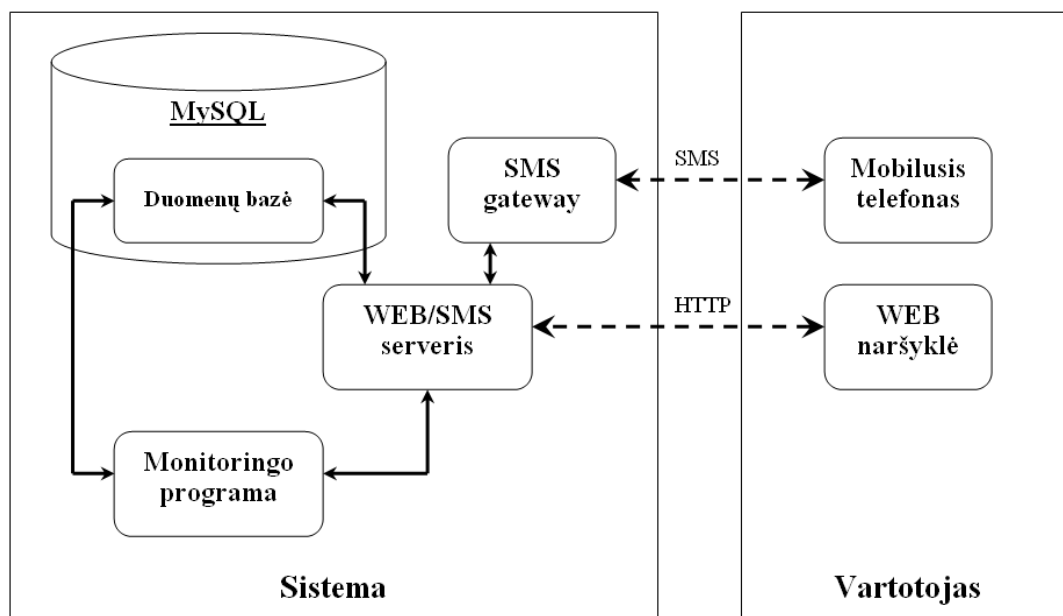 MySQL
Duomenų bazė
SMS
gateway
SMS
Mobilusis
telefonas
WEB/SMS
serveris
HTTP
WEB
naršyklė
Monitoringo
programa
Sistema
Vartotojas